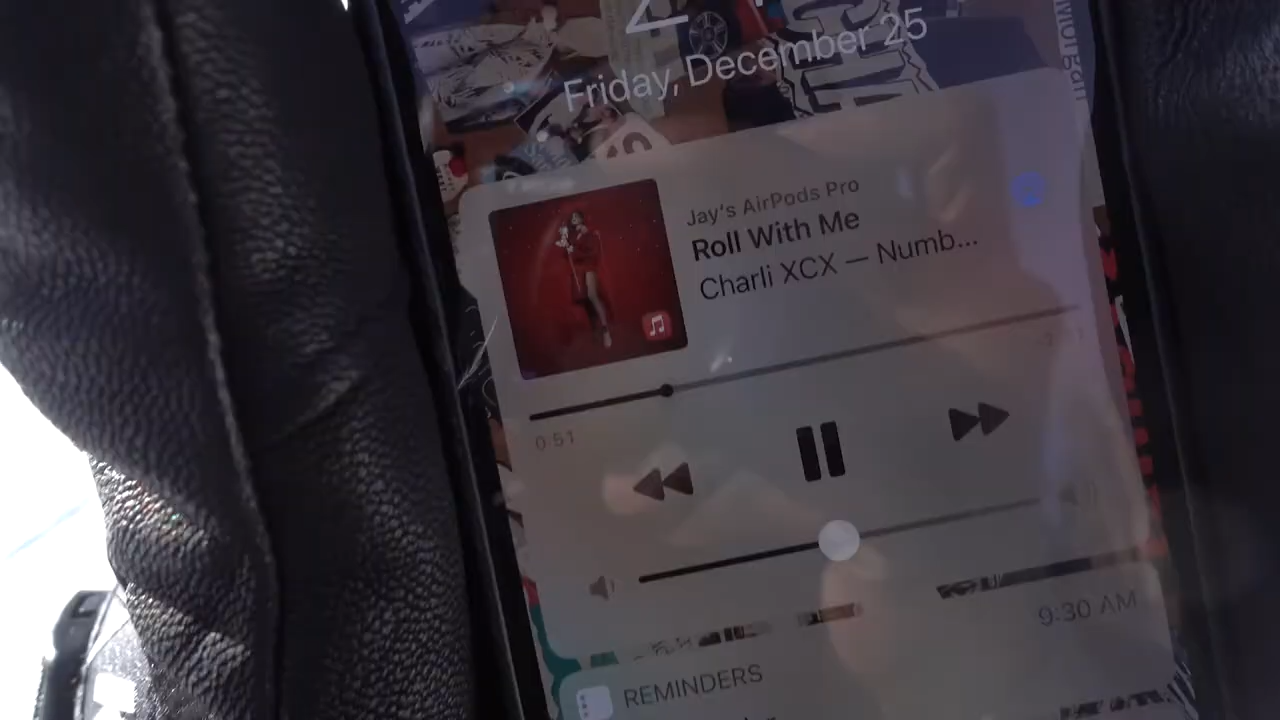 Friday, December 25
Jay's AirPods Pro
Roll With Me
Charli XCX — Numb...
0:51
9:30 AM
REMINDERS